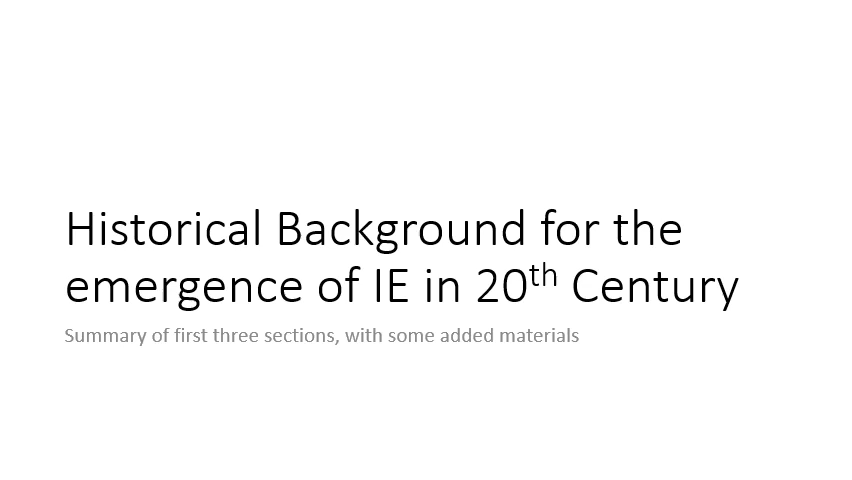 Historical Background for the
emergence of IE in 20th Century
Summary of first three sections, with some added materials